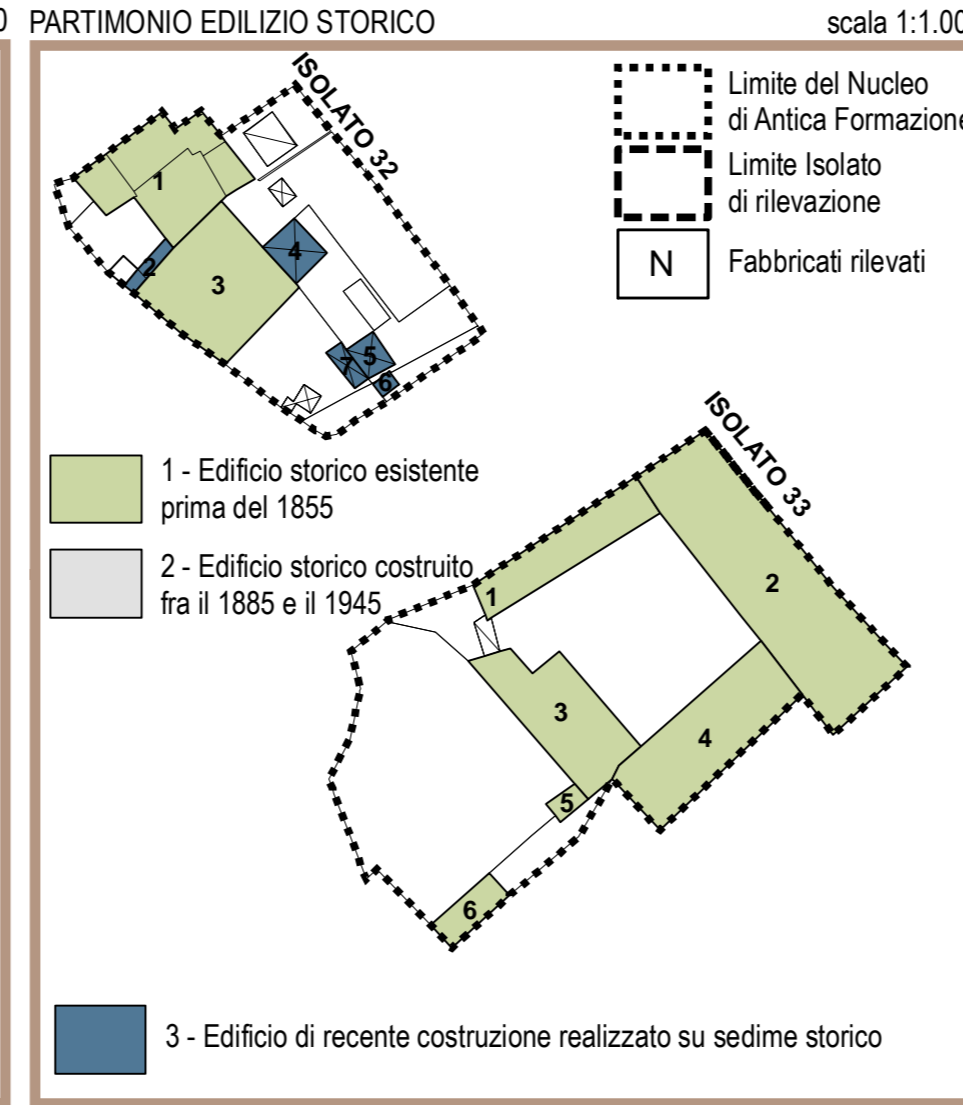 0 PARTIMONIO EDILIZIO STORICO
scala 1:1.00
ISOLATO 32
1
2
3
4
5
6
7
Limite del Nucleo
di Antica Formazione
Limite Isolato
di rilevazione
N
Fabbricati rilevati
1 - Edificio storico esistente
prima del 1855
2 - Edificio storico costruito
fra il 1885 e il 1945
ISOLATO 33
1
2
3
4
5
6
3 - Edificio di recente costruzione realizzato su sedime storico